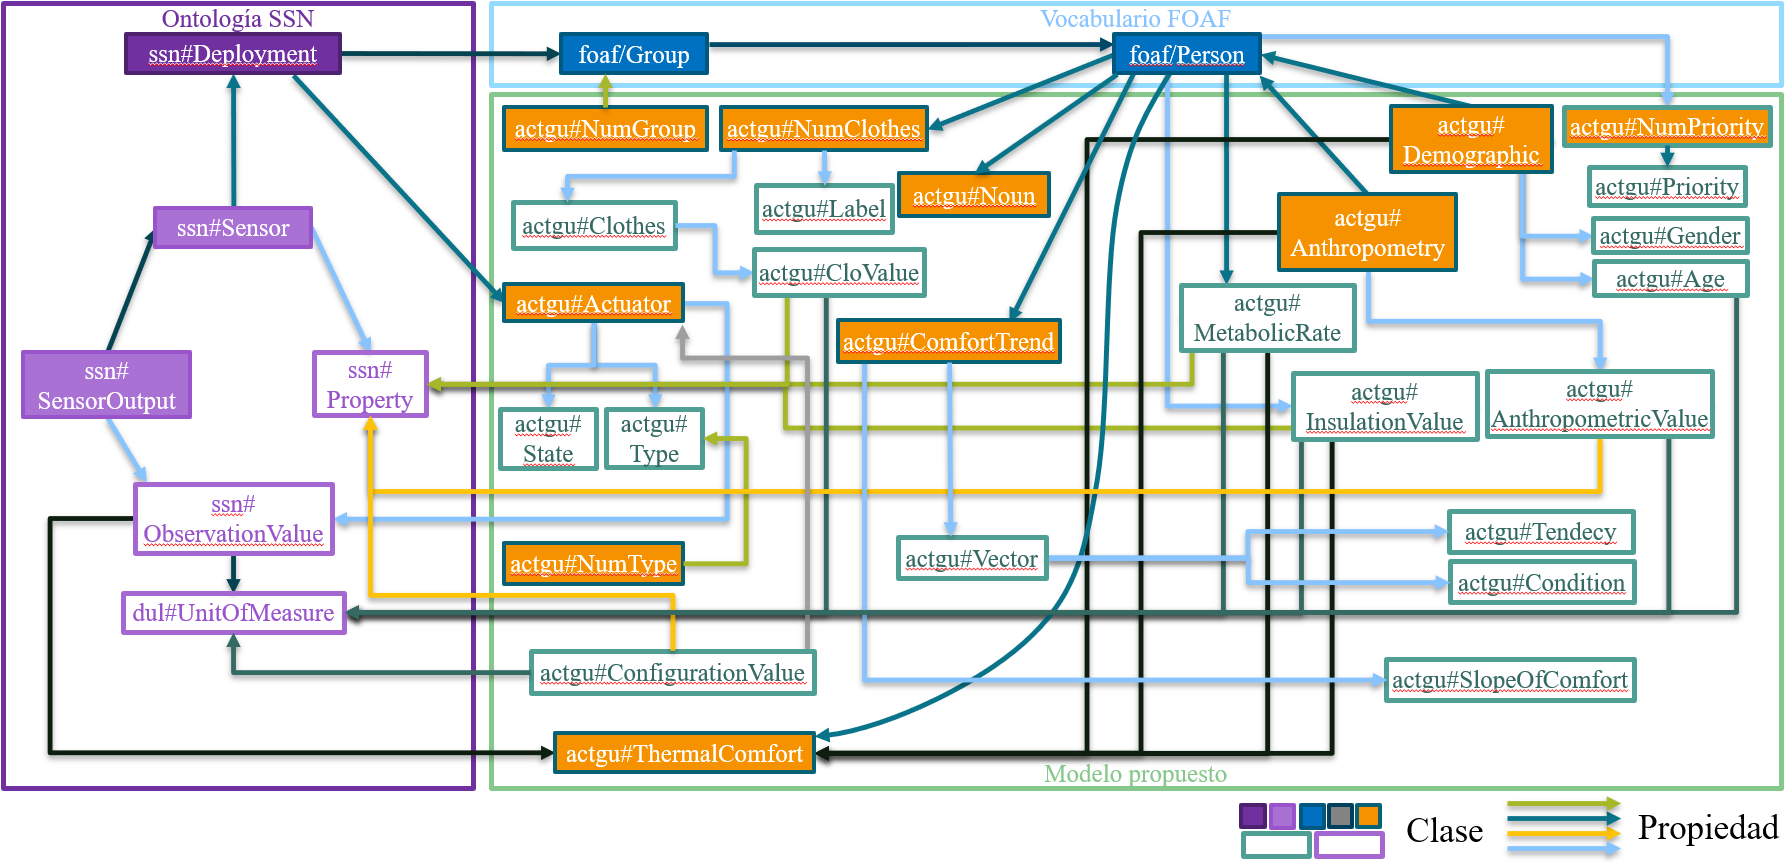 Ontología SSN
Vocabulario FOAF
ssn#Deployment
foaf/Group
foaf/Person
actgu#NumGroup
actgu#NumClothes
actgu#
Demographic
actgu#NumPriority
actgu#Noun
actgu#Priority
actgu#Clothes
actgu#Label
ssn#Sensor
actgu#
Anthropometry
actgu#Gender
actgu#CloValue
actgu#Age
actgu#Actuator
actgu#
MetabolicRate
actgu#ComfortTrend
ssn#
SensorOutput
ssn#
Property
actgu#
InsulationValue
actgu#
AnthropometricValue
actgu#
State
actgu#
Type
ssn#
ObservationValue
actgu#Tendecy
actgu#NumType
actgu#Vector
actgu#Condition
dul#UnitOfMeasure
actgu#ConfigurationValue
actgu#SlopeOfComfort
actgu#ThermalComfort
Modelo propuesto
Clase
Propiedad